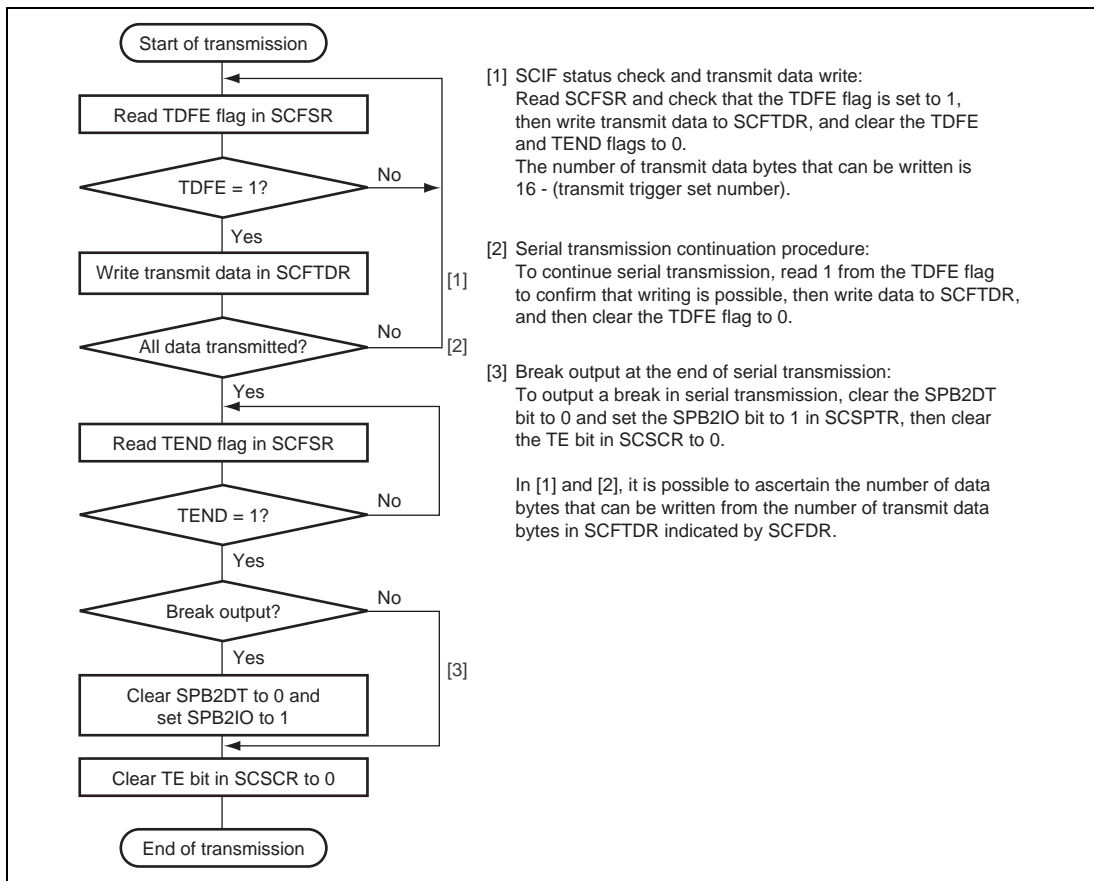 Start of transmission
Read TDFE flag in SCFSR
TDFE = 1?
No
Yes
Write transmit data in SCFTDR
[1]
All data transmitted?
No
[2]
Yes
Read TEND flag in SCFSR
TEND = 1?
No
Yes
Break output?
No
Yes
[3]
Clear SPB2DT to 0 and
set SPB2IO to 1
Clear TE bit in SCSCR to 0
End of transmission
[1] SCIF status check and transmit data write:
Read SCFSR and check that the TDFE flag is set to 1,
then write transmit data to SCFTDR, and clear the TDFE
and TEND flags to 0.
The number of transmit data bytes that can be written is
16 - (transmit trigger set number).
[2] Serial transmission continuation procedure:
To continue serial transmission, read 1 from the TDFE flag
to confirm that writing is possible, then write data to SCFTDR,
and then clear the TDFE flag to 0.
[3] Break output at the end of serial transmission:
To output a break in serial transmission, clear the SPB2DT
bit to 0 and set the SPB2IO bit to 1 in SCSPTR, then clear
the TE bit in SCSCR to 0.
In [1] and [2], it is possible to ascertain the number of data
bytes that can be written from the number of transmit data
bytes in SCFTDR indicated by SCFDR.